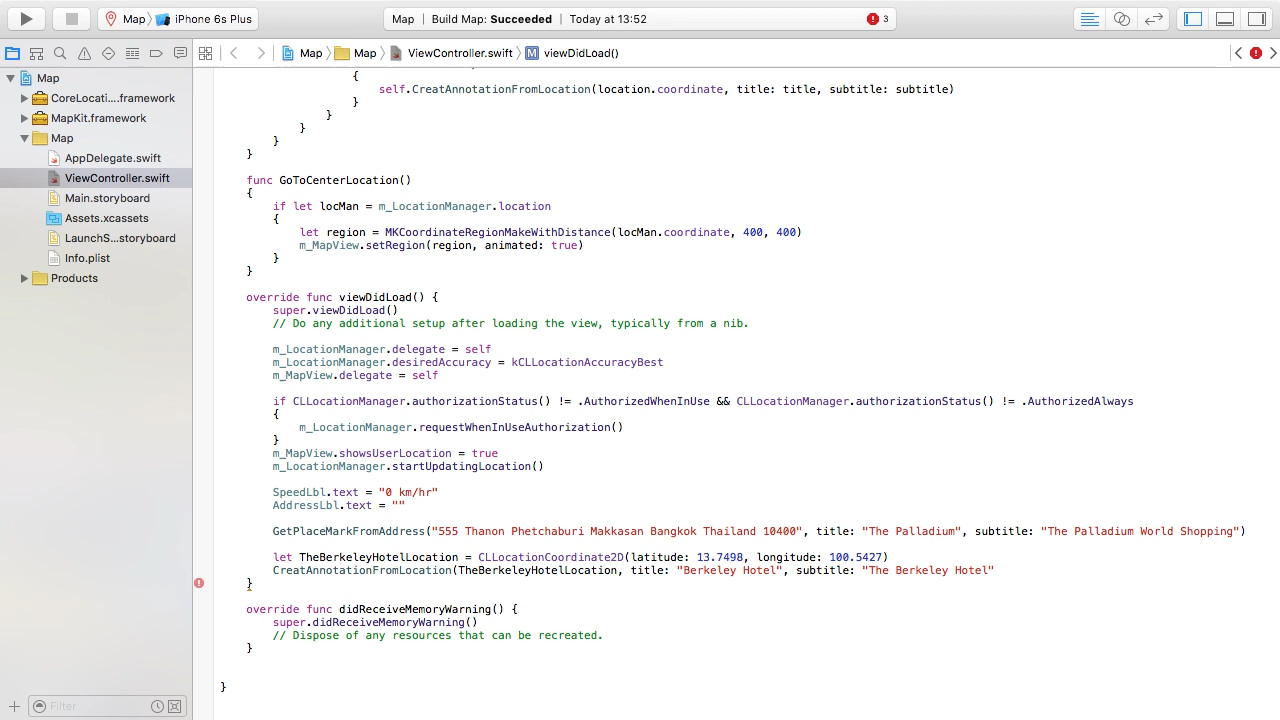 Map 〉 iPhone 6s Plus
Map | Build Map: Succeeded | Today at 13:52
3
Map 〉 Map 〉 ViewController.swift 〉 M viewDidLoad()
Map
CoreLocati....framework
MapKit.framework
Map
AppDelegate.swift
ViewController.swift
Main.storyboard
Assets.xcassets
LaunchS...storyboard
Info.plist
Products
Filter
{
self.CreatAnnotationFromLocation(location.coordinate, title: title, subtitle: subtitle)
}
}
}
}
}
func GoToCenterLocation()
{
if let locMan = m_LocationManager.location
{
let region = MKCoordinateRegionMakeWithDistance(locMan.coordinate, 400, 400)
m_MapView.setRegion(region, animated: true)
}
}
override func viewDidLoad() {
super.viewDidLoad()
// Do any additional setup after loading the view, typically from a nib.
m_LocationManager.delegate = self
m_LocationManager.desiredAccuracy = kCLLocationAccuracyBest
m_MapView.delegate = self
if CLLocationManager.authorizationStatus() != .AuthorizedWhenInUse && CLLocationManager.authorizationStatus() != .AuthorizedAlways
{
m_LocationManager.requestWhenInUseAuthorization()
}
m_MapView.showsUserLocation = true
m_LocationManager.startUpdatingLocation()
SpeedLbl.text = "0 km/hr"
AddressLbl.text = ""
GetPlaceMarkFromAddress("555 Thanon Phetchaburi Makkasan Bangkok Thailand 10400", title: "The Palladium", subtitle: "The Palladium World Shopping")
let TheBerkeleyHotelLocation = CLLocationCoordinate2D(latitude: 13.7498, longitude: 100.5427)
CreatAnnotationFromLocation(TheBerkeleyHotelLocation, title: "Berkeley Hotel", subtitle: "The Berkeley Hotel"
}
override func didReceiveMemoryWarning() {
super.didReceiveMemoryWarning()
// Dispose of any resources that can be recreated.
}
}